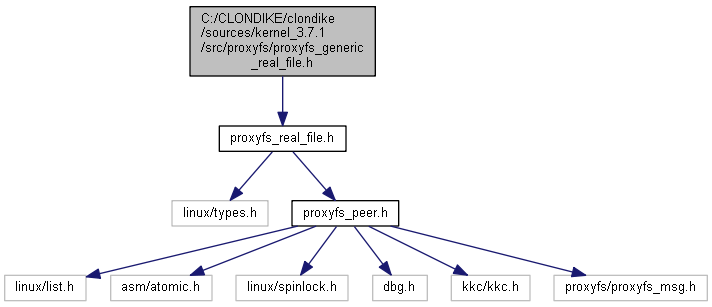 C:/CLONDIKE/clondike
/sources/kernel_3.7.1
/src/proxyfs/proxyfs_generic
_real_file.h
proxyfs_real_file.h
linux/types.h
proxyfs_peer.h
linux/list.h
asm/atomic.h
linux/spinlock.h
dbg.h
kkc/kkc.h
proxyfs/proxyfs_msg.h